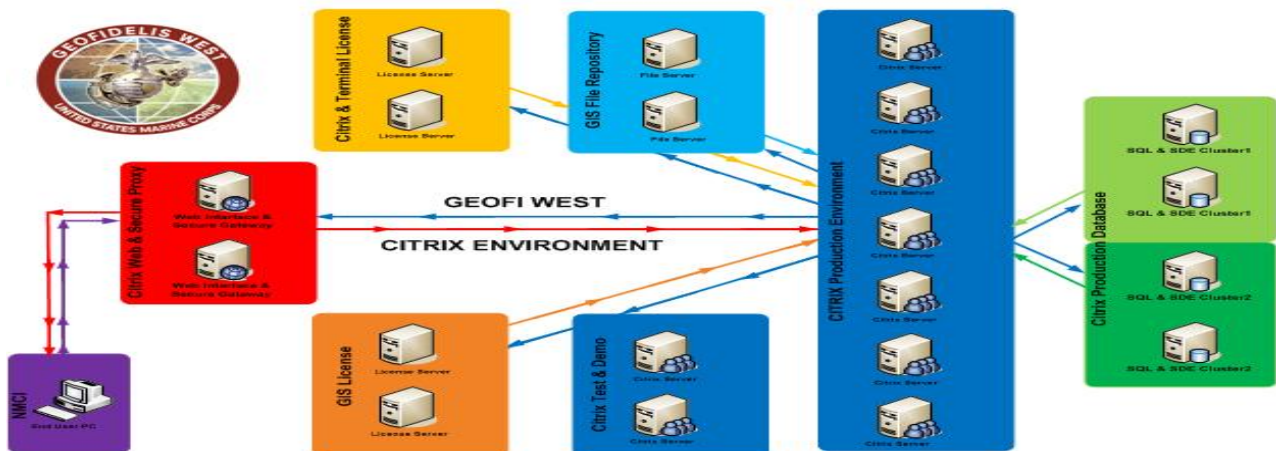 GEOFIDELIS WEST
UNITED STATES MARINE CORPS
Citrix & Terminal License
License Server
License Server
GIS File Repository
File Server
File Server
CITRIX Production Environment
Citrix Server
Citrix Server
Citrix Server
Citrix Server
Citrix Server
Citrix Server
Citrix Server
Citrix Production Database
SQL & SDE Cluster1
SQL & SDE Cluster1
SQL & SDE Cluster2
SQL & SDE Cluster2
Citrix Web & Secure Proxy
Web Interface &
Secure Gateway
Web Interface &
Secure Gateway
GEOFI WEST
CITRIX ENVIRONMENT
NMCI
End User PC
GIS License
License Server
License Server
Citrix Test & Demo
Citrix Server
Citrix Server